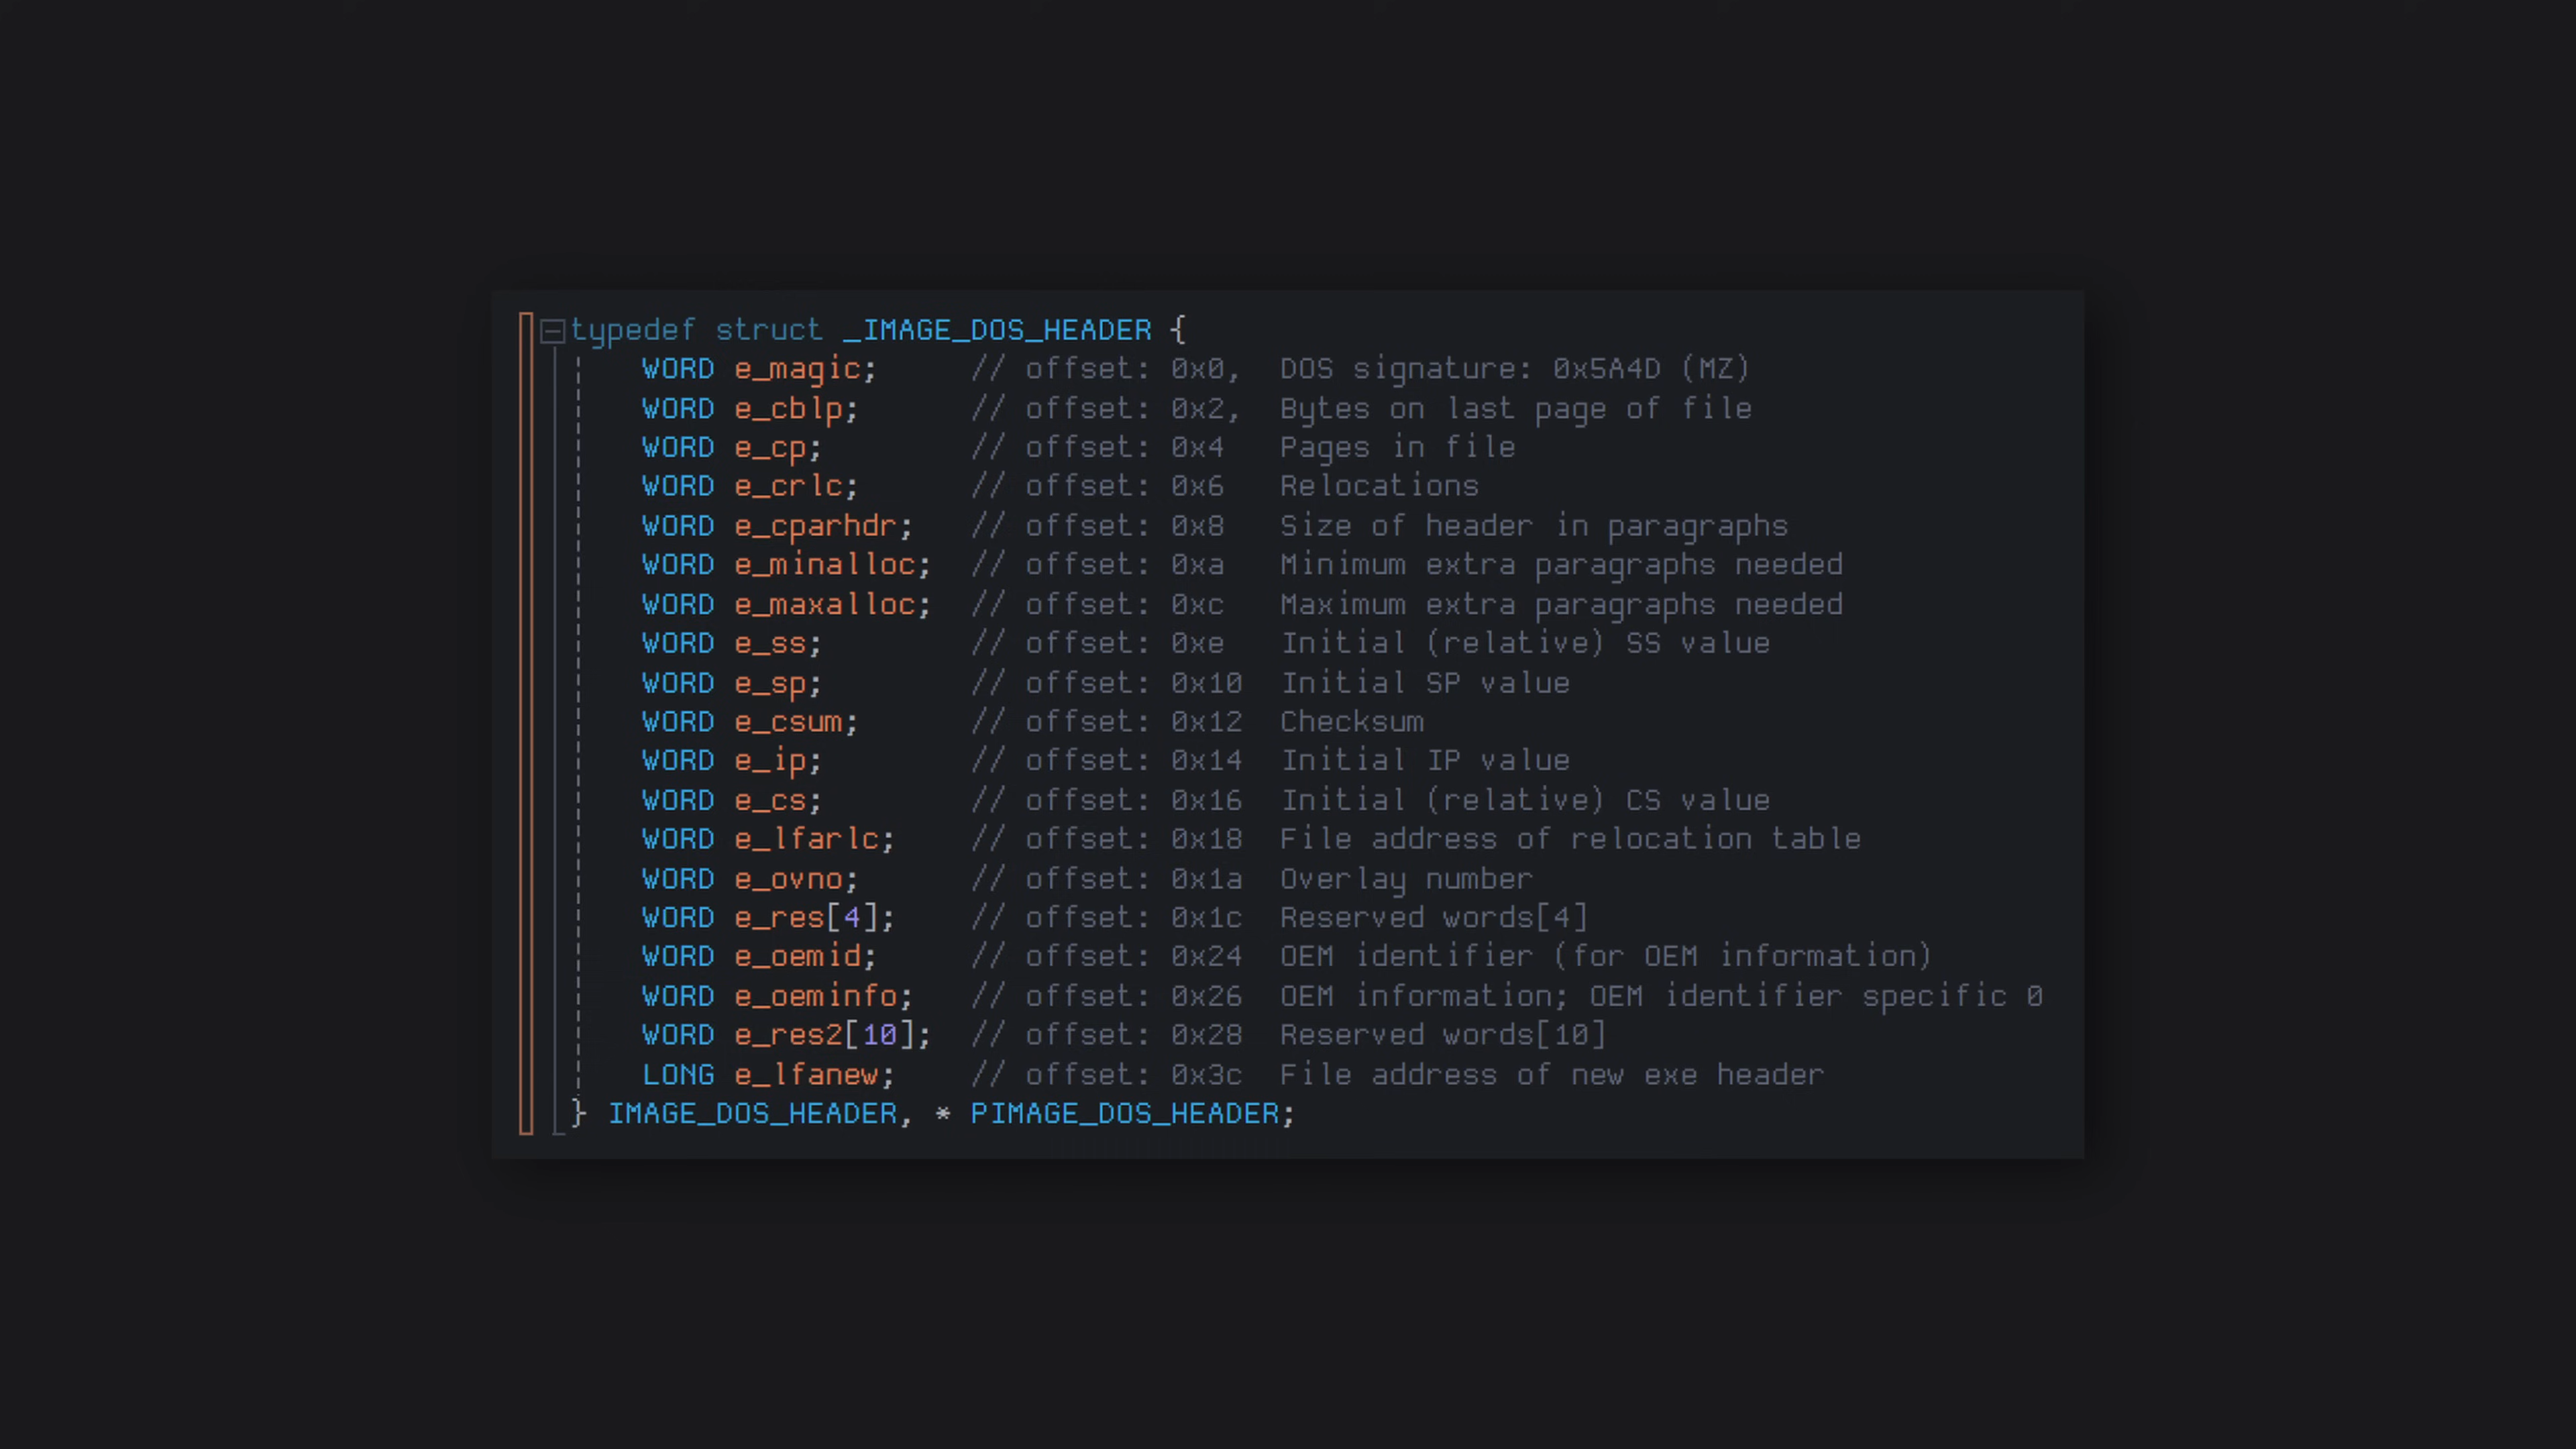 typedef struct _IMAGE_DOS_HEADER {
    WORD e_magic;     // offset: 0x0,  DOS signature: 0x5A4D (MZ)
    WORD e_cblp;      // offset: 0x2,  Bytes on last page of file
    WORD e_cp;        // offset: 0x4   Pages in file
    WORD e_crlc;      // offset: 0x6   Relocations
    WORD e_cparhdr;   // offset: 0x8   Size of header in paragraphs
    WORD e_minalloc;  // offset: 0xa   Minimum extra paragraphs needed
    WORD e_maxalloc;  // offset: 0xc   Maximum extra paragraphs needed
    WORD e_ss;        // offset: 0xe   Initial (relative) SS value
    WORD e_sp;        // offset: 0x10  Initial SP value
    WORD e_csum;      // offset: 0x12  Checksum
    WORD e_ip;        // offset: 0x14  Initial IP value
    WORD e_cs;        // offset: 0x16  Initial (relative) CS value
    WORD e_lfarlc;    // offset: 0x18  File address of relocation table
    WORD e_ovno;      // offset: 0x1a  Overlay number
    WORD e_res[4];    // offset: 0x1c  Reserved words[4]
    WORD e_oemid;     // offset: 0x24  OEM identifier (for OEM information)
    WORD e_oeminfo;   // offset: 0x26  OEM information; OEM identifier specific 0
    WORD e_res2[10];  // offset: 0x28  Reserved words[10]
    LONG e_lfanew;    // offset: 0x3c  File address of new exe header
} IMAGE_DOS_HEADER, * PIMAGE_DOS_HEADER;